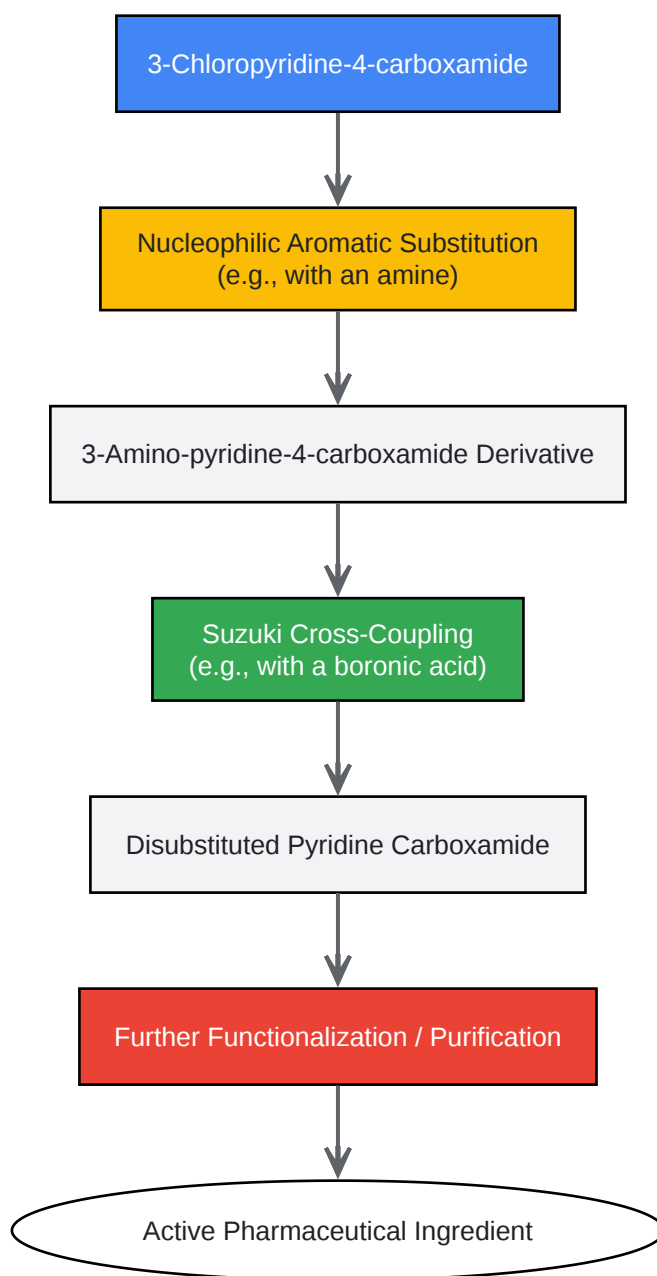 3-Chloropyridine-4-carboxamide
Nucleophilic Aromatic Substitution
(e.g., with an amine)
3-Amino-pyridine-4-carboxamide Derivative
Suzuki Cross-Coupling
(e.g., with a boronic acid)
Disubstituted Pyridine Carboxamide
Further Functionalization / Purification
Active Pharmaceutical Ingredient